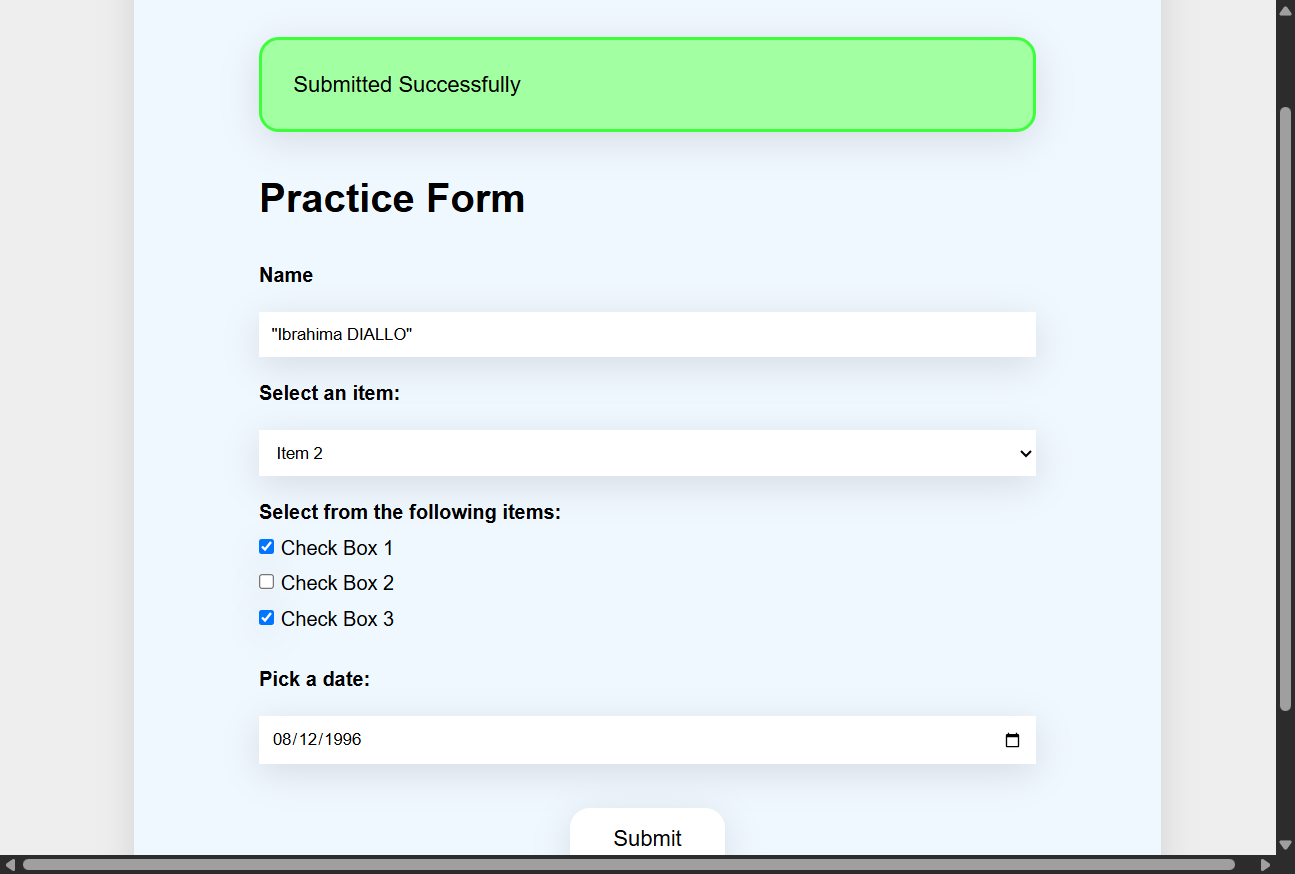 Submitted Successfully
Practice Form
Name
"Ibrahima DIALLO"
Select an item:
Item 2
Select from the following items:
Check Box 1
Check Box 2
Check Box 3
Pick a date:
08/12/1996
Submit